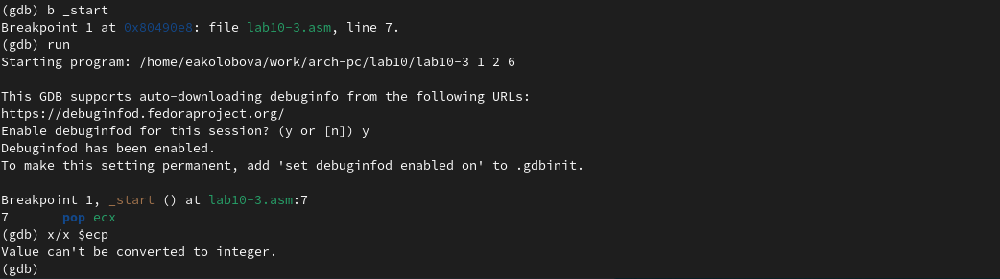 (gdb) b _start
Breakpoint 1 at 0x80490e8: file lab10-3.asm, line 7.
(gdb) run
Starting program: /home/eakolobova/work/arch-pc/lab10/lab10-3 1 2 6
This GDB supports auto-downloading debuginfo from the following URLs:
https://debuginfod.fedoraproject.org/
Enable debuginfod for this session? (y or [n]) y
Debuginfod has been enabled.
To make this setting permanent, add 'set debuginfod enabled on' to .gdbinit.
Breakpoint 1, _start () at lab10-3.asm:7
7       pop ecx
(gdb) x/x $ecp
Value can't be converted to integer.
(gdb)